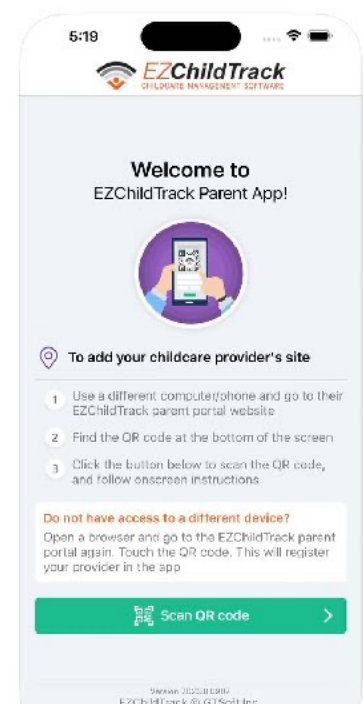 5:19
EZChildTrack
CHILDCARE MANAGEMENT SOFTWARE
Welcome to
EZChildTrack Parent App!
To add your childcare provider's site
1 Use a different computer/phone and go to their
EZChildTrack parent portal website
2 Find the QR code at the bottom of the screen
3 Click the button below to scan the QR code,
and follow onscreen instructions
Do not have access to a different device?
Open a browser and go to the EZChildTrack parent
portal again. Touch the QR code. This will register
your provider in the app
Scan QR code
Version
EZChildTrack © GTSoft Inc